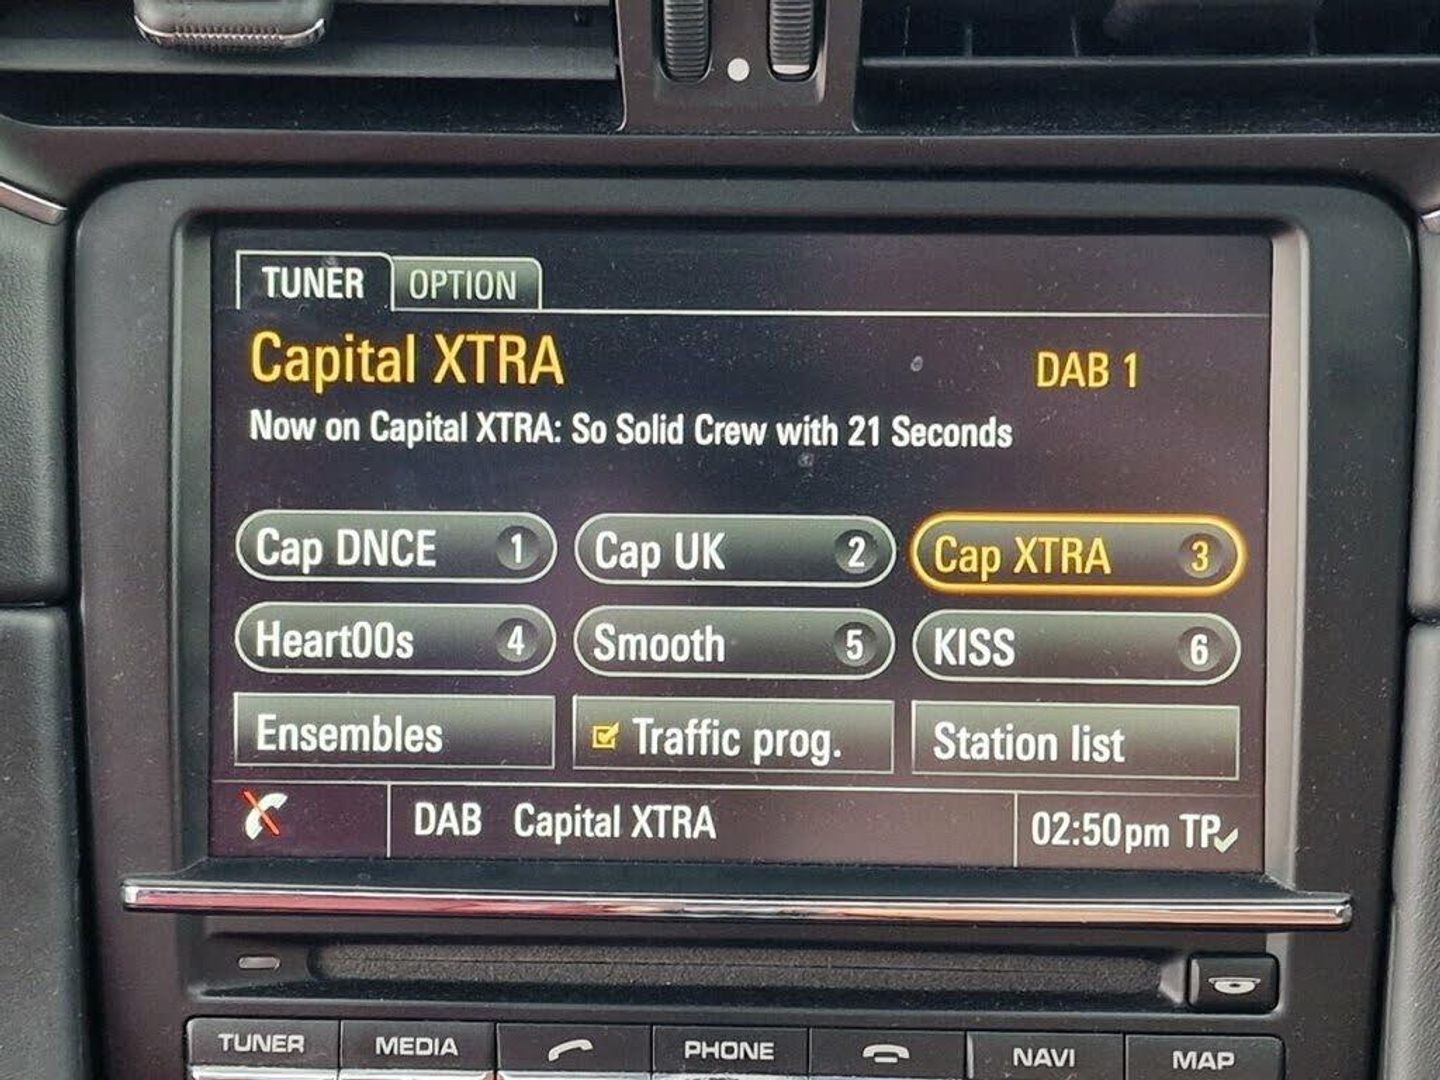 TUNER OPTION
Capital XTRA DAB 1
Now on Capital XTRA: So Solid Crew with 21 Seconds
Cap DNCE 1 Cap UK 2 Cap XTRA 3
Heart00s 4 Smooth 5 KISS 6
Ensembles Traffic prog. Station list
DAB Capital XTRA 02:50pm TP
TUNER MEDIA PHONE NAVI MAP